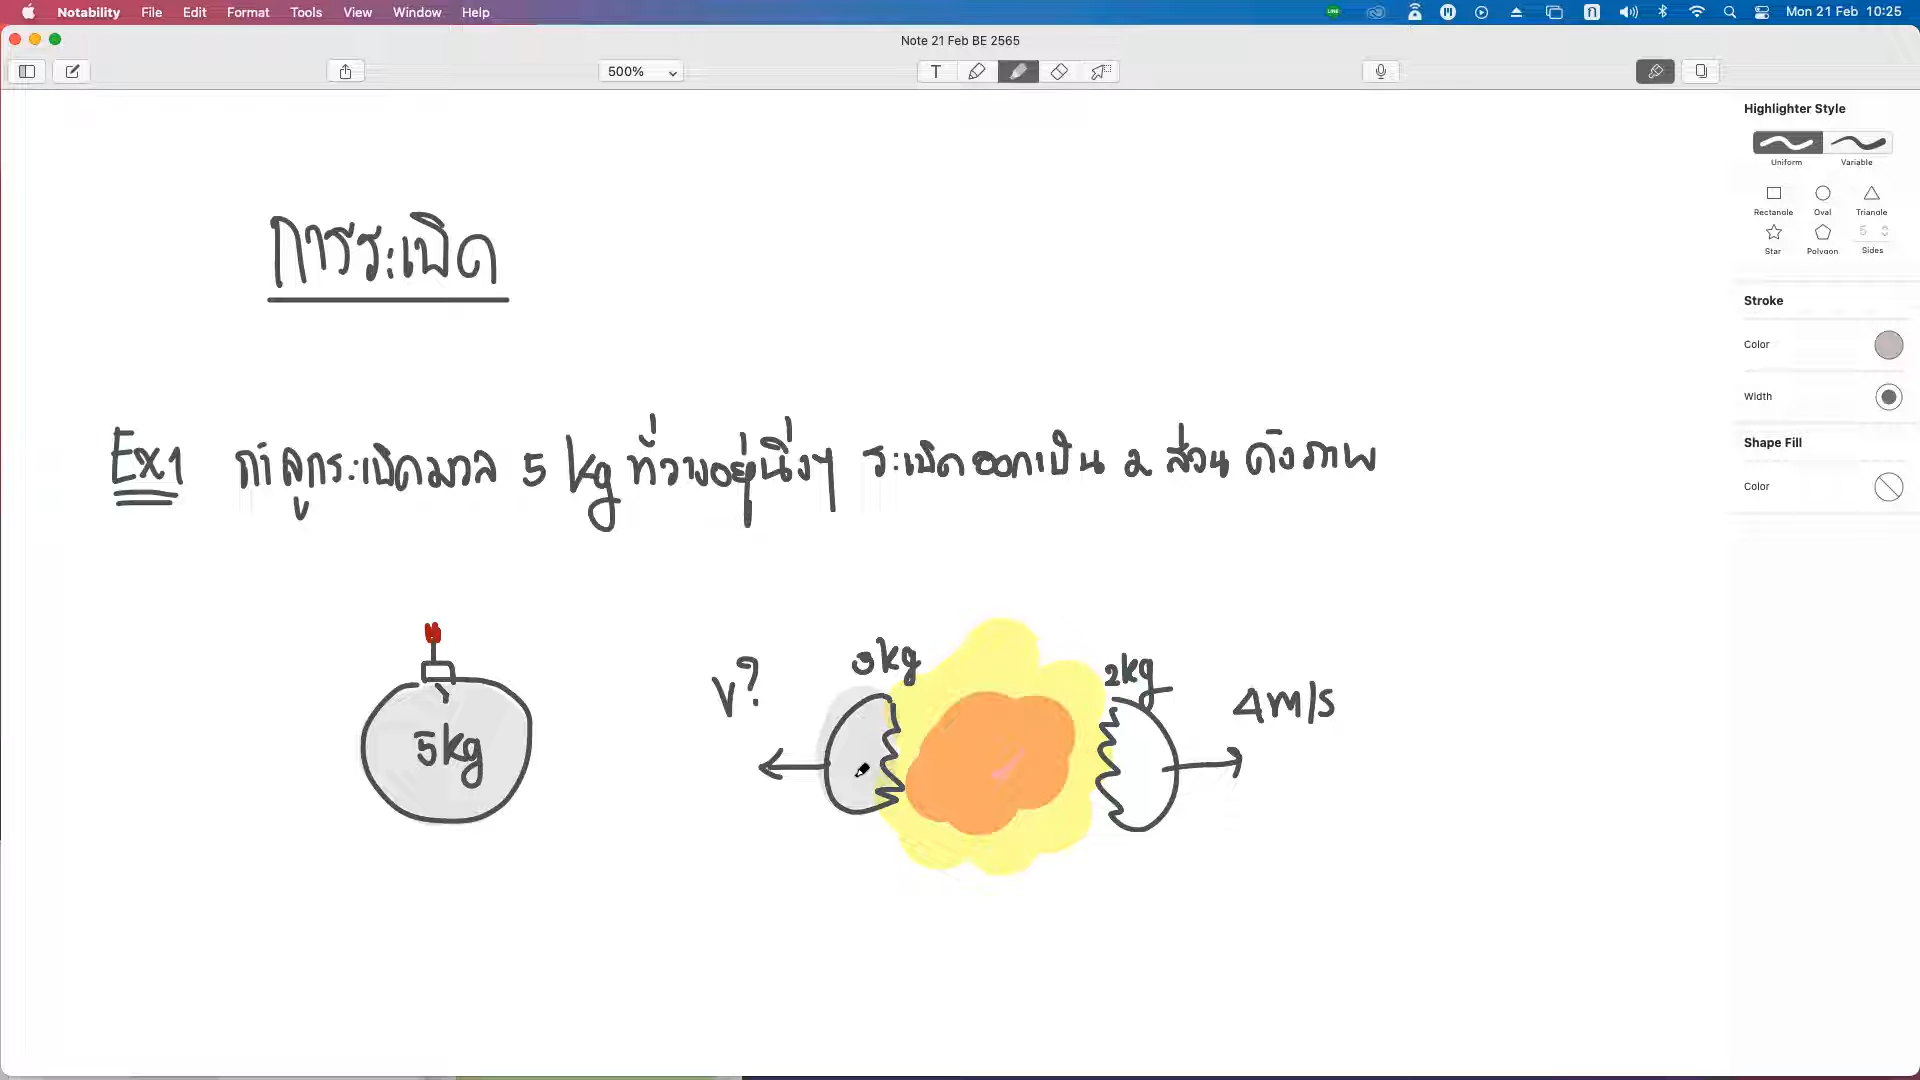 Notability File Edit Format Tools View Window Help Mon 21 Feb 10:25
Note 21 Feb BE 2565
500%
Highlighter Style
Uniform Variable
Rectangle Oval Triangle
5
Star Polygon Sides
Stroke
Color
Width
Shape Fill
Color
การระเบิด
Ex1 ถ้าลูกระเบิดมวล 5 kg ที่วางอยู่นิ่งๆ ระเบิดออกเป็น 2 ส่วน ดังภาพ
5kg
v?
3kg
2kg
4m/s